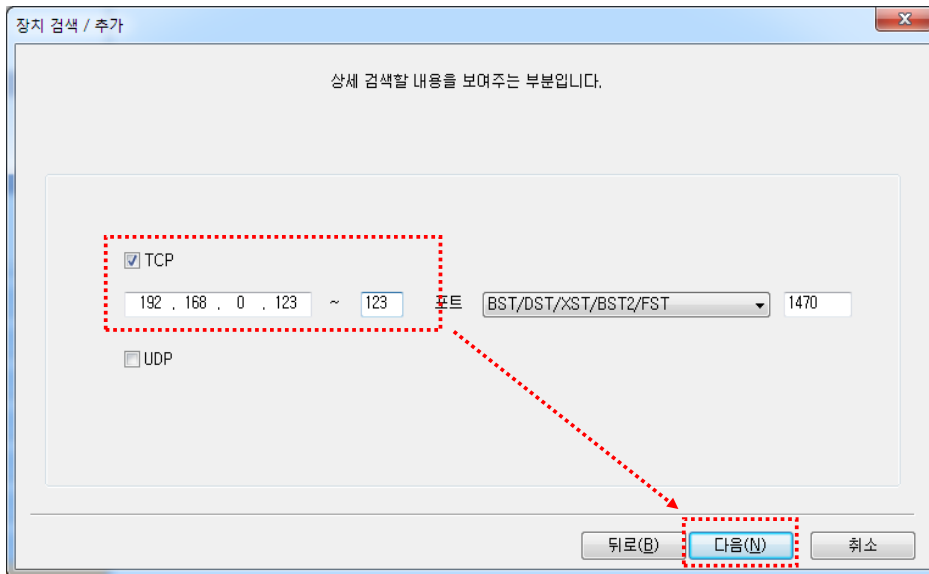 장치 검색 / 추가
상세 검색할 내용을 보여주는 부분입니다.
TCP
192 . 168 . 0 . 123 ~ 123 포트 BST/DST/XST/BST2/FST 1470
UDP
뒤로(B) 다음(N) 취소